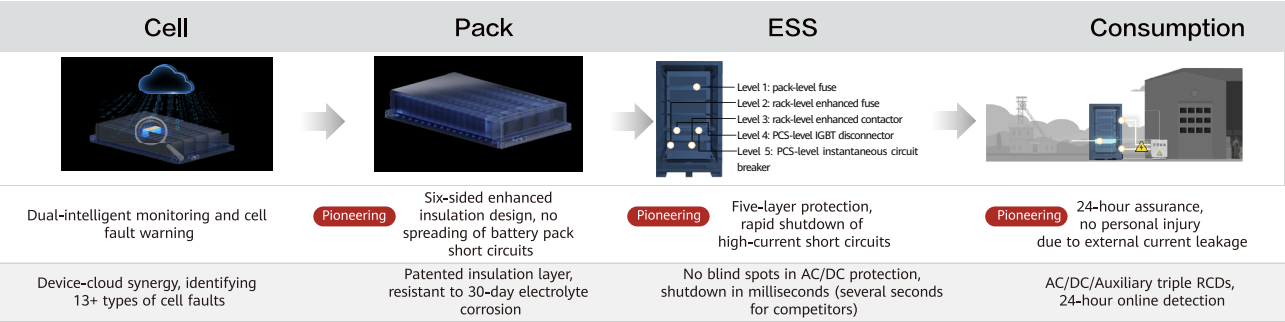 Cell
Pack
ESS
Consumption
Level 1: pack-level fuse
Level 2: rack-level enhanced fuse
Level 3: rack-level enhanced contactor
Level 4: PCS-level IGBT disconnector
Level 5: PCS-level instantaneous circuit
breaker
Dual-intelligent monitoring and cell
fault warning
Pioneering
Six-sided enhanced
insulation design, no
spreading of battery pack
short circuits
Pioneering
Five-layer protection,
rapid shutdown of
high-current short circuits
Pioneering
24-hour assurance,
no personal injury
due to external current leakage
Device-cloud synergy, identifying
13+ types of cell faults
Patented insulation layer,
resistant to 30-day electrolyte
corrosion
No blind spots in AC/DC protection,
shutdown in milliseconds (several seconds
for competitors)
AC/DC/Auxiliary triple RCDs,
24-hour online detection